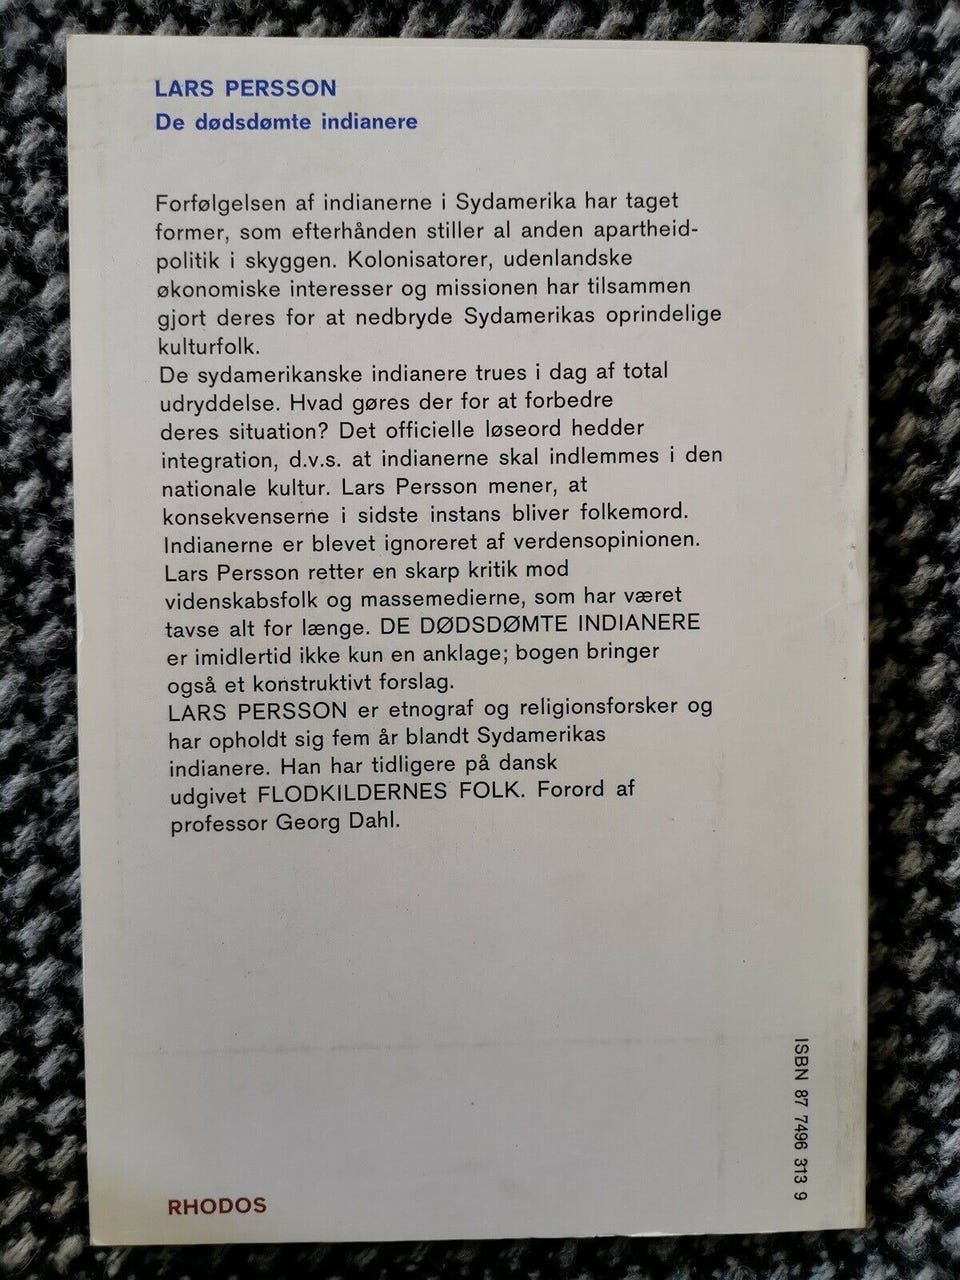 LARS PERSSON
De dødsdømte indianere
Forfølgelsen af indianerne i Sydamerika har taget
former, som efterhånden stiller al anden apartheid-
politik i skyggen. Kolonisatorer, udenlandske
økonomiske interesser og missionen har tilsammen
gjort deres for at nedbryde Sydamerikas oprindelige
kulturfolk.
De sydamerikanske indianere trues i dag af total
udryddelse. Hvad gøres der for at forbedre
deres situation? Det officielle løseord hedder
integration, d.v.s. at indianerne skal indlemmes i den
nationale kultur. Lars Persson mener, at
konsekvenserne i sidste instans bliver folkemord.
Indianerne er blevet ignoreret af verdensopinionen.
Lars Persson retter en skarp kritik mod
videnskabsfolk og massemedierne, som har været
tavse alt for længe. DE DØDSDØMTE INDIANERE
er imidlertid ikke kun en anklage; bogen bringer
også et konstruktivt forslag.
LARS PERSSON er etnograf og religionsforsker og
har opholdt sig fem år blandt Sydamerikas
indianere. Han har tidligere på dansk
udgivet FLODKILDERNES FOLK. Forord af
professor Georg Dahl.
ISBN 87 7496 313 9
RHODOS